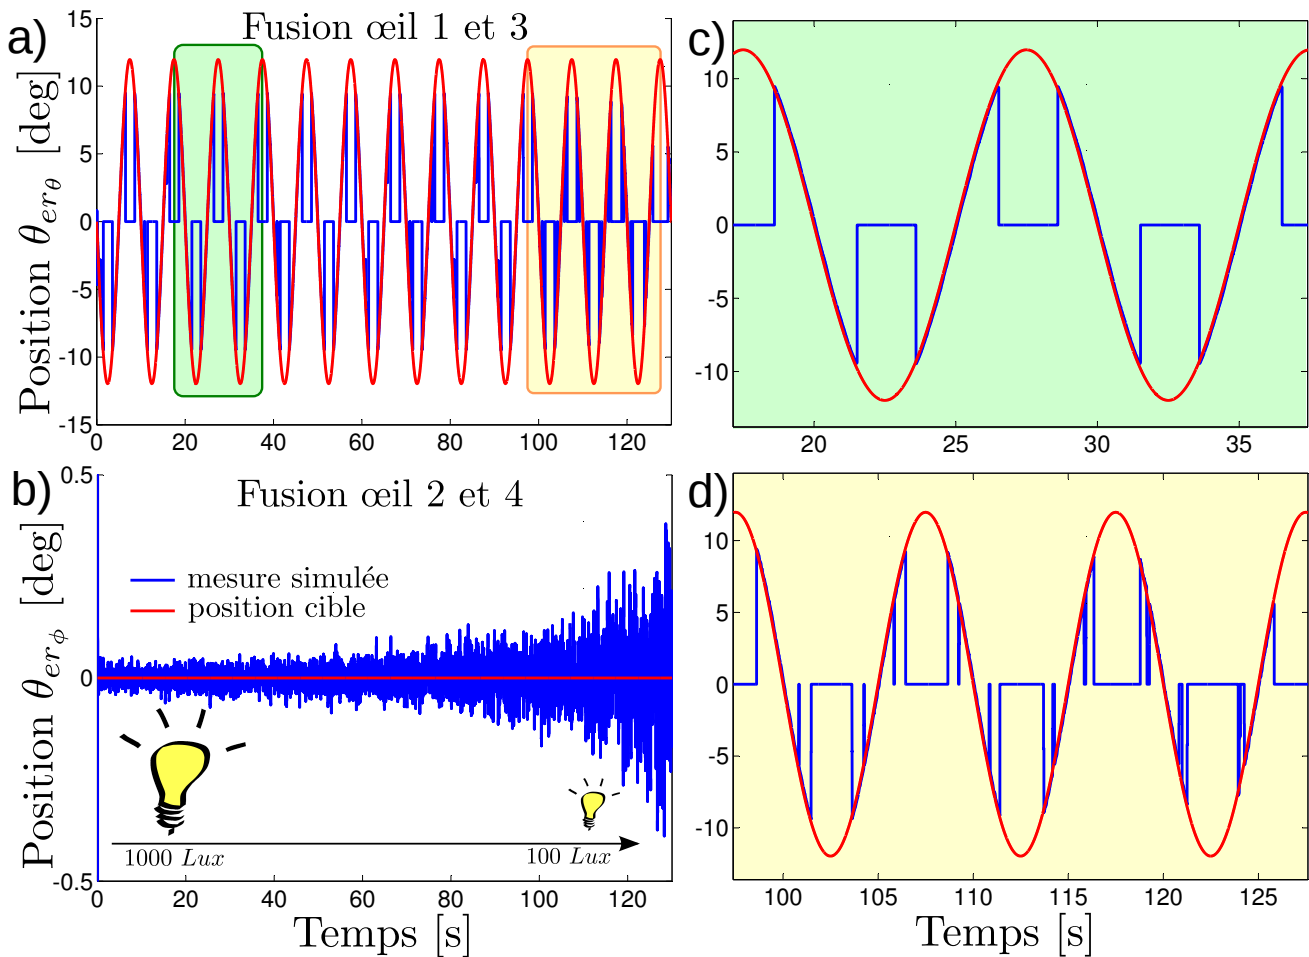 a)
Fusion œil 1 et 3
Position θerθ [deg]
15
10
5
0
-5
-10
-15
0 20 40 60 80 100 120
c)
10
5
0
-5
-10
20 25 30 35
b)
Fusion œil 2 et 4
Position θerϕ [deg]
0.5
0
-0.5
mesure simulée
position cible
1000 Lux
100 Lux
0 20 40 60 80 100 120
Temps [s]
d)
10
5
0
-5
-10
100 105 110 115 120 125
Temps [s]